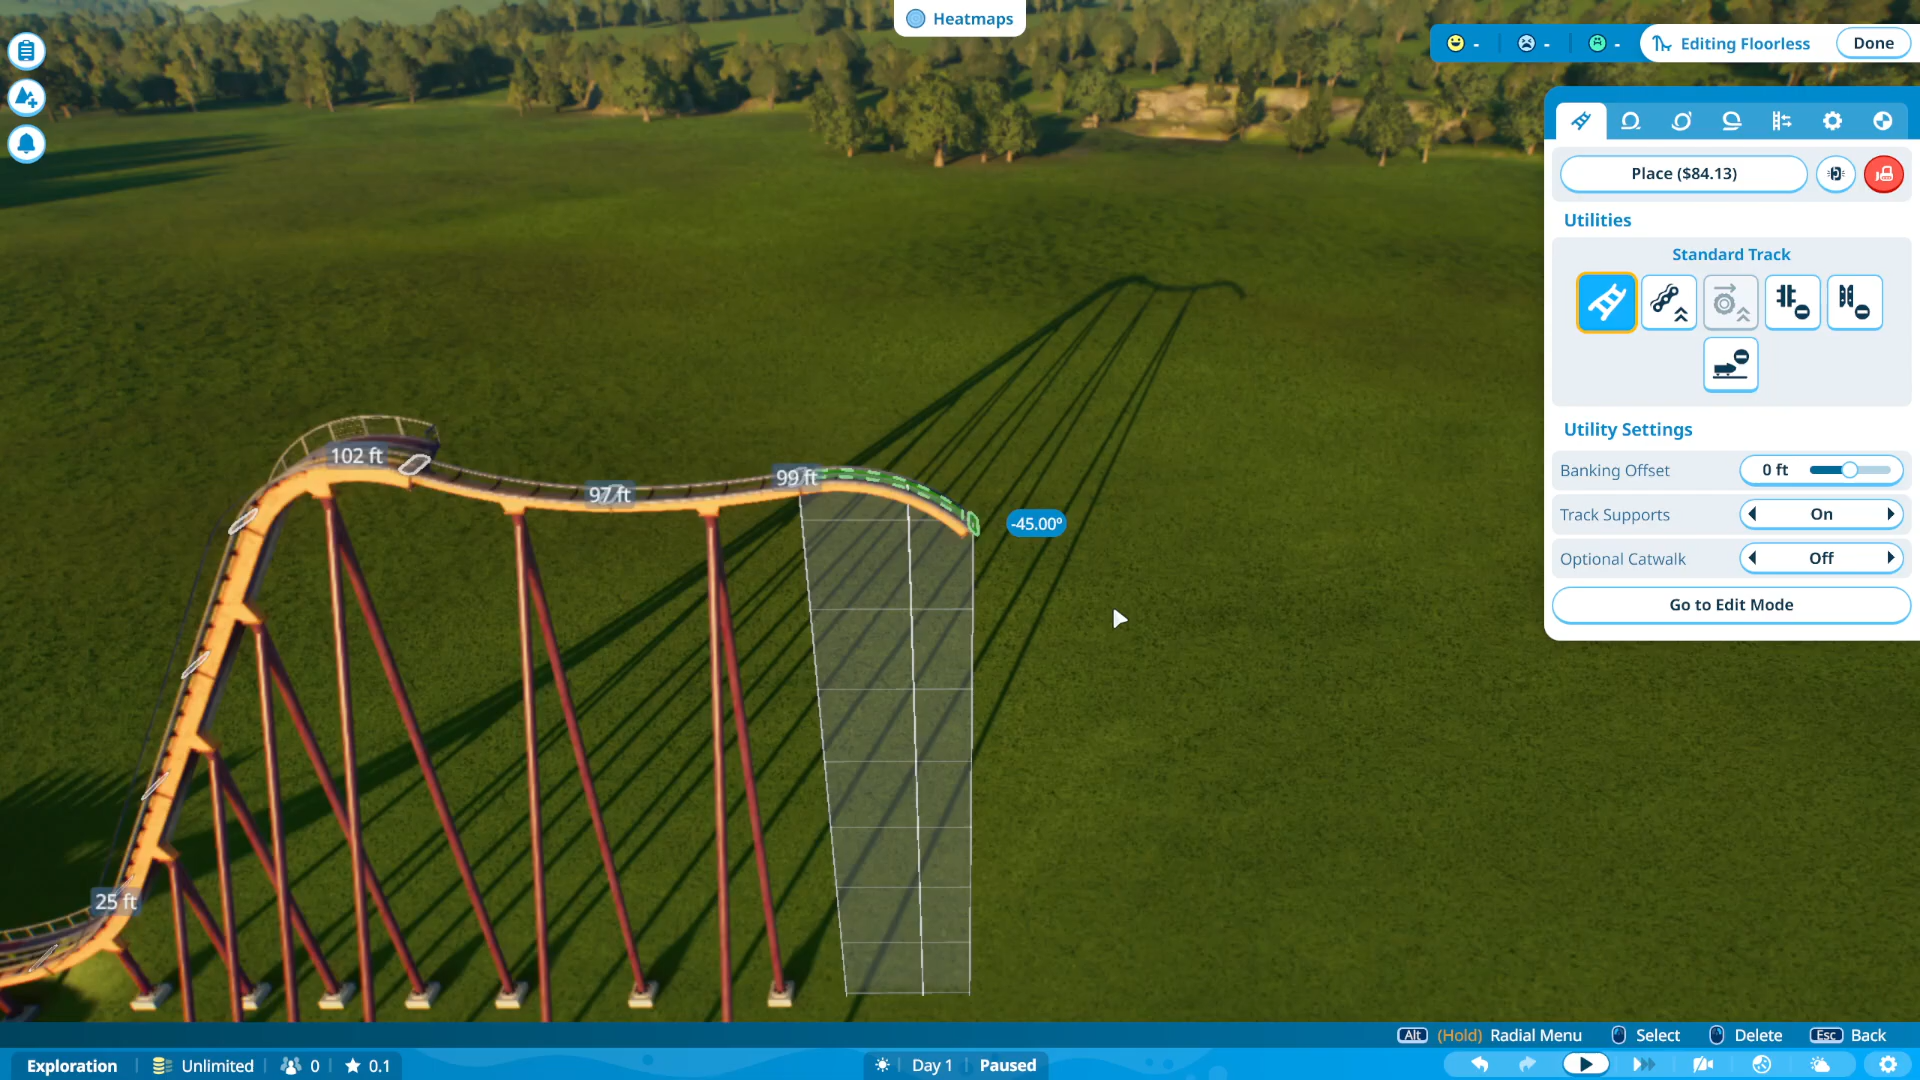 Heatmaps
- - - Editing Floorless Done
Place ($84.13)
Utilities
Standard Track
Utility Settings
Banking Offset 0 ft
Track Supports On
Optional Catwalk Off
Go to Edit Mode
102 ft
97 ft
99 ft
-45.00°
25 ft
Alt (Hold) Radial Menu Select Delete Esc Back
Exploration Unlimited 0 0.1 Day 1 Paused